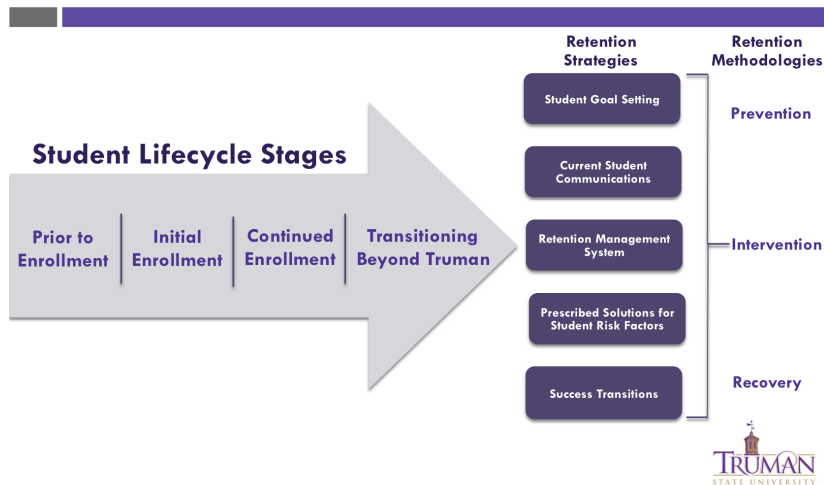 Retention
Strategies
Retention
Methodologies
Student Lifecycle Stages
Prior to
Enrollment
Initial
Enrollment
Continued
Enrollment
Transitioning
Beyond Truman
Student Goal Setting
Current Student
Communications
Retention Management
System
Prescribed Solutions for
Student Risk Factors
Success Transitions
Prevention
Intervention
Recovery
TRUMAN
STATE UNIVERSITY